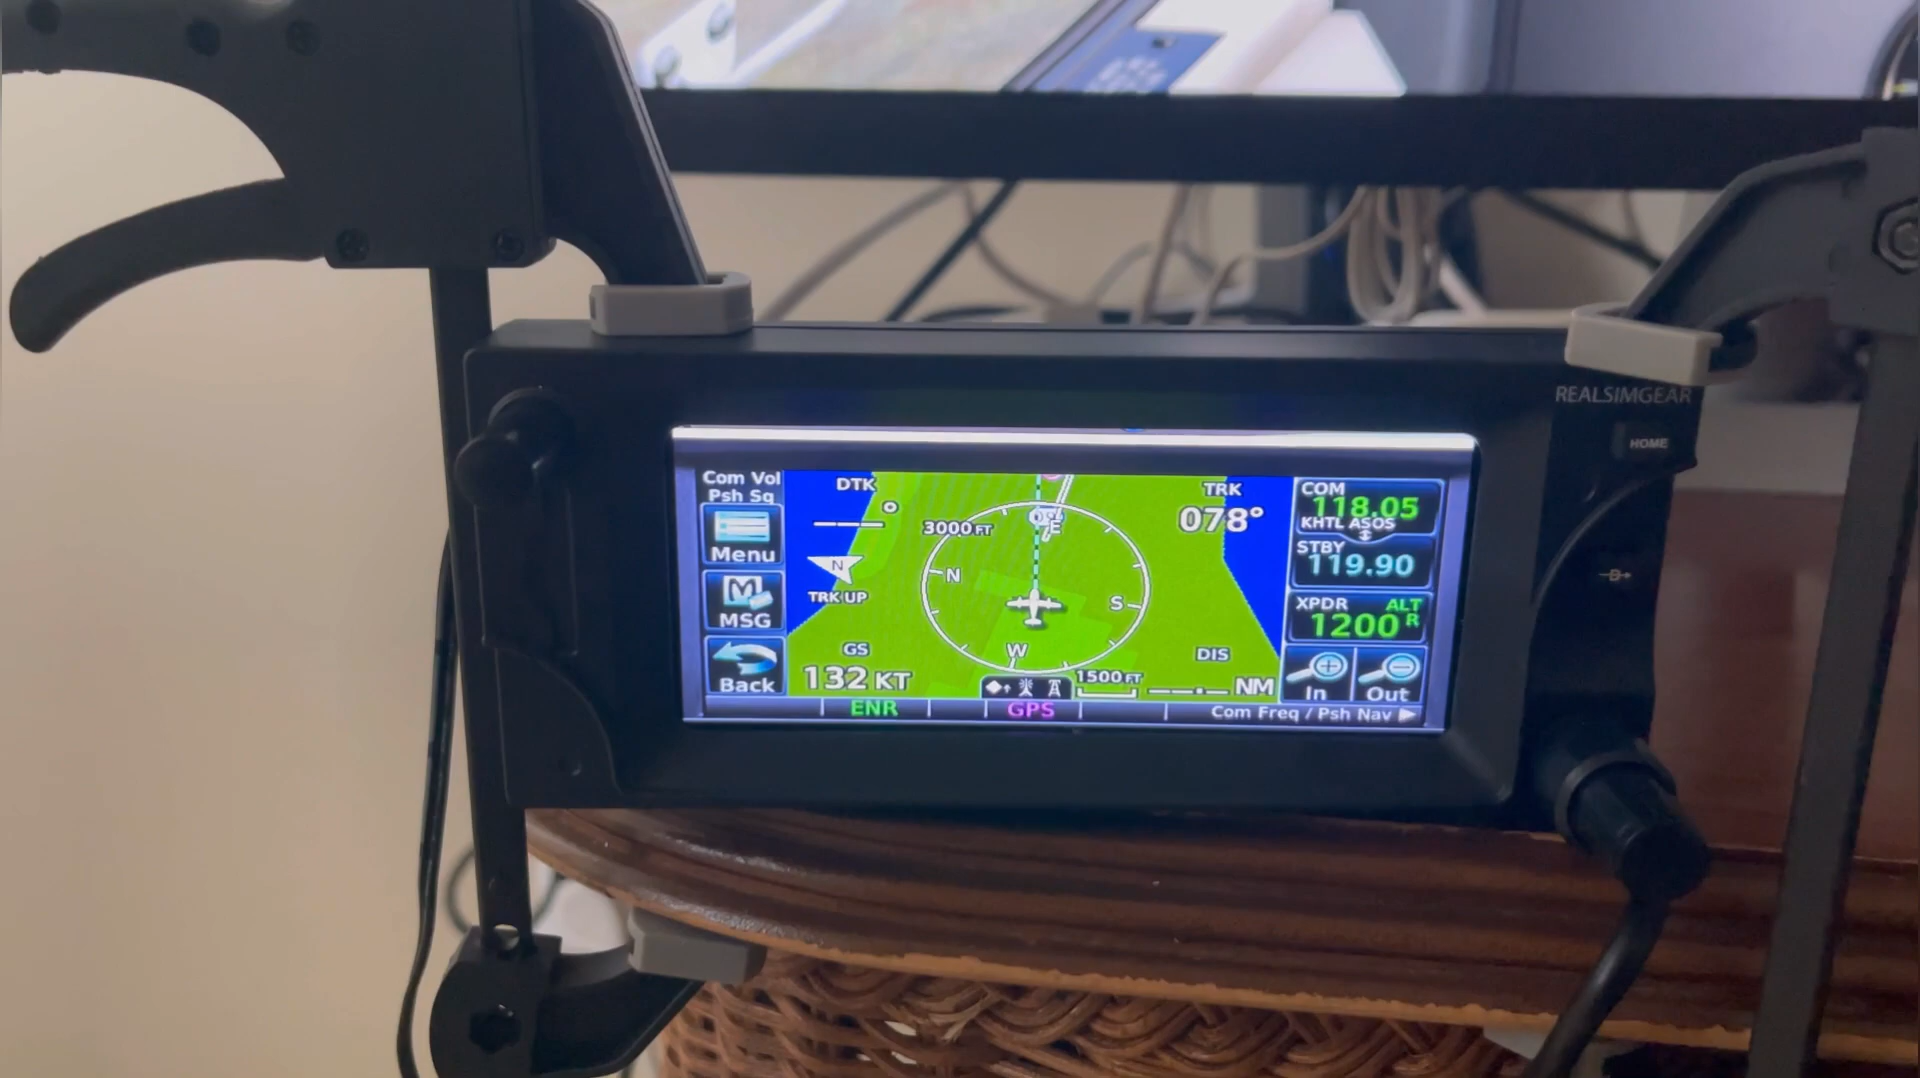 REALSIMGEAR
HOME
Com Vol
Psh Sq
Menu
MSG
Back
DTK
TRK UP
N
GS
132 KT
3000 FT
E
N
S
W
1500 FT
TRK
078°
DIS
NM
COM
118.05
KHTL ASOS
STBY
119.90
XPDR ALT
1200 R
In
Out
ENR
GPS
Com Freq / Psh Nav